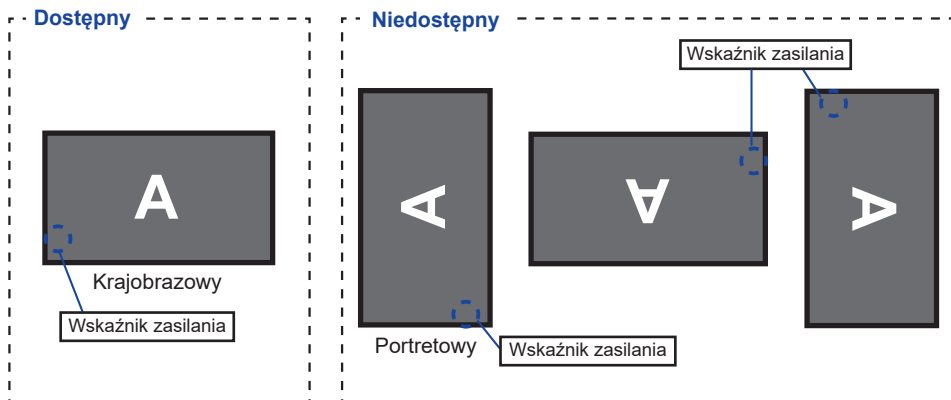 Dostępny
Niedostępny
Wskaźnik zasilania
A
A
A
A
Krajobrazowy
Wskaźnik zasilania
Portretowy
Wskaźnik zasilania